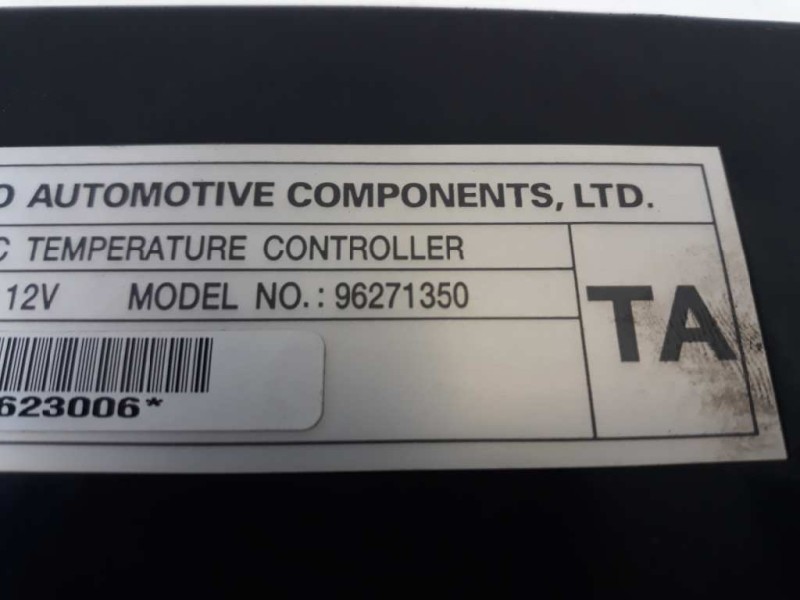 AUTOMOTIVE COMPONENTS, LTD.
TEMPERATURE CONTROLLER
12V MODEL NO.: 96271350
TA
623006*